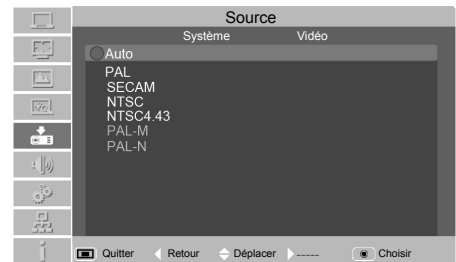 Source
Système Vidéo
Auto
PAL
SECAM
NTSC
NTSC4.43
PAL-M
PAL-N
Quitter Retour Déplacer ----- Choisir